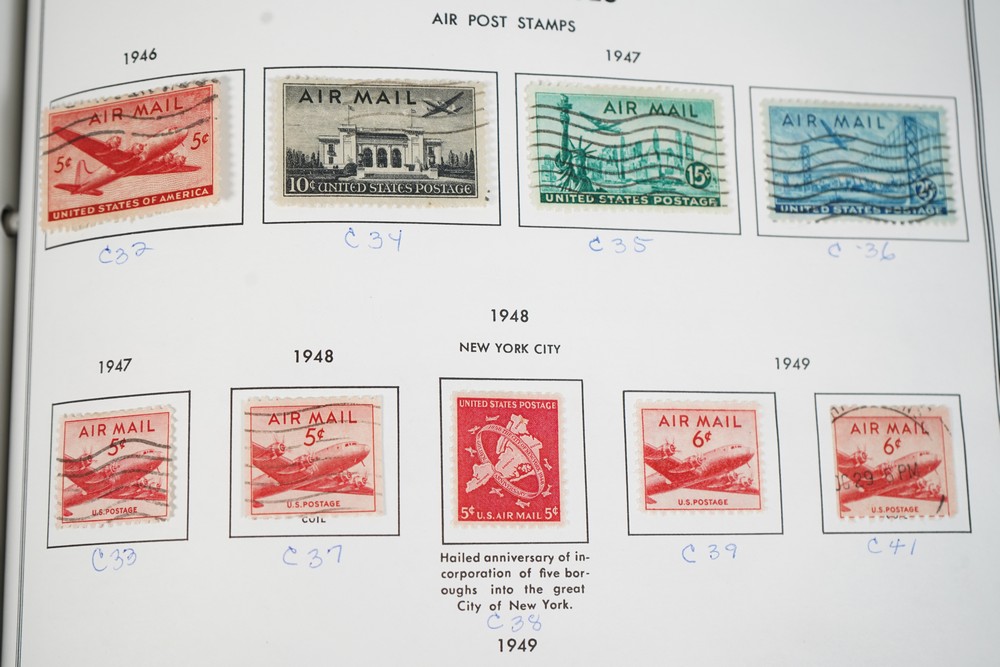 AIR POST STAMPS
1946
1947
AIR MAIL
5¢ 5¢
UNITED STATES OF AMERICA
C32
AIR MAIL
10¢ UNITED STATES POSTAGE
C34
AIR MAIL
15¢
UNITED STATES POSTAGE
C35
AIR MAIL
UNITED STATES POSTAGE
C-36
1947
1948
1948
NEW YORK CITY
1949
AIR MAIL
5¢
U.S. POSTAGE
C33
AIR MAIL
5¢
U.S. POSTAGE
COIL
C37
UNITED STATES POSTAGE
5¢ U.S. AIR MAIL 5¢
Hailed anniversary of in-
corporation of five bor-
oughs into the great
City of New York.
C38
AIR MAIL
6¢
U.S. POSTAGE
C39
AIR MAIL
6¢
U.S. POSTAGE
C41
1949